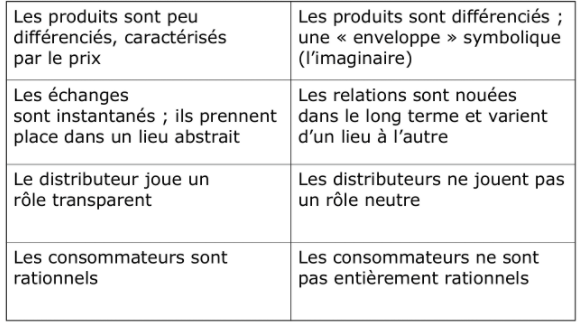 Les produits sont peu
différenciés, caractérisés
par le prix
Les produits sont différenciés ;
une « enveloppe » symbolique
(l’imaginaire)
Les échanges
sont instantanés ; ils prennent
place dans un lieu abstrait
Les relations sont nouées
dans le long terme et varient
d’un lieu à l’autre
Le distributeur joue un
rôle transparent
Les distributeurs ne jouent pas
un rôle neutre
Les consommateurs sont
rationnels
Les consommateurs ne sont
pas entièrement rationnels